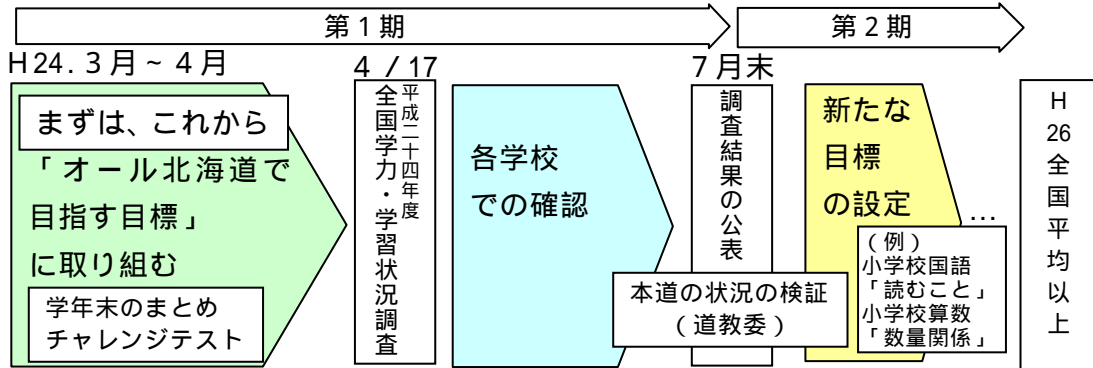 第1期
第2期
H24.3月~4月
4/17
7月末
まずは、これから
「オール北海道で
目指す目標」
に取り組む
学年末のまとめ
チャレンジテスト
平成二十四年度
全国学力・学習状況調査
各学校
での確認
調査結果の公表
本道の状況の検証
(道教委)
新たな
目標
の設定
…
(例)
小学校国語
「読むこと」
小学校算数
「数量関係」
H26全国平均以上